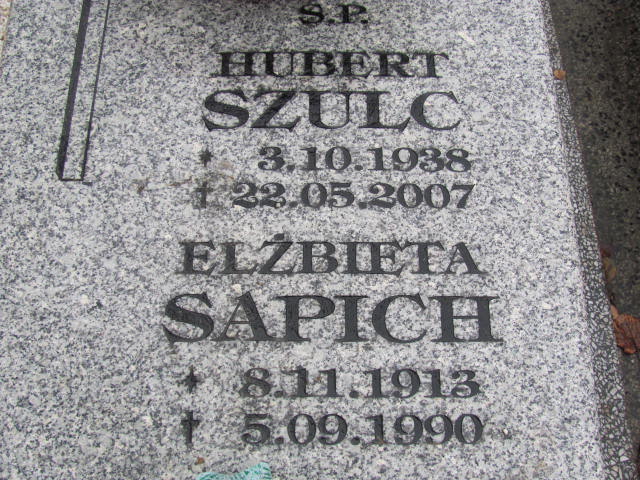 Ś.P.
HUBERT
SZULC
* 3.10.1938
† 22.05.2007
ELŻBIETA
SAPICH
* 8.11.1913
† 5.09.1990